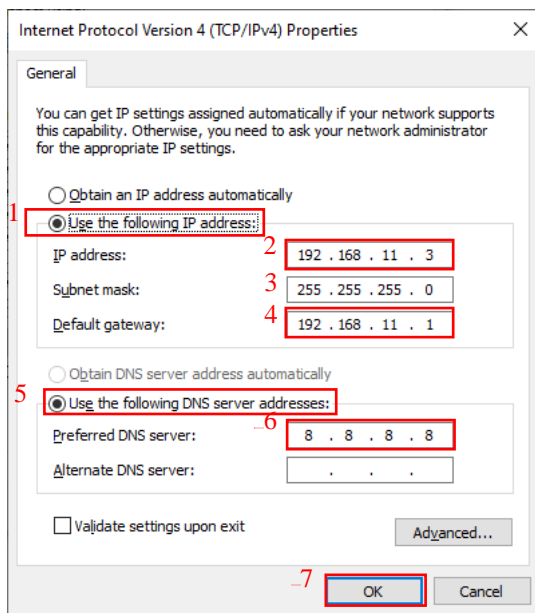 Internet Protocol Version 4 (TCP/IPv4) Properties
General
You can get IP settings assigned automatically if your network supports
this capability. Otherwise, you need to ask your network administrator
for the appropriate IP settings.
Obtain an IP address automatically
1 Use the following IP address:
IP address: 2 192 . 168 . 11 . 3
Subnet mask: 3 255 . 255 . 255 . 0
Default gateway: 4 192 . 168 . 11 . 1
Obtain DNS server address automatically
5 Use the following DNS server addresses:
Preferred DNS server: 6 8 . 8 . 8 . 8
Alternate DNS server: . . .
Validate settings upon exit
Advanced...
7 OK Cancel